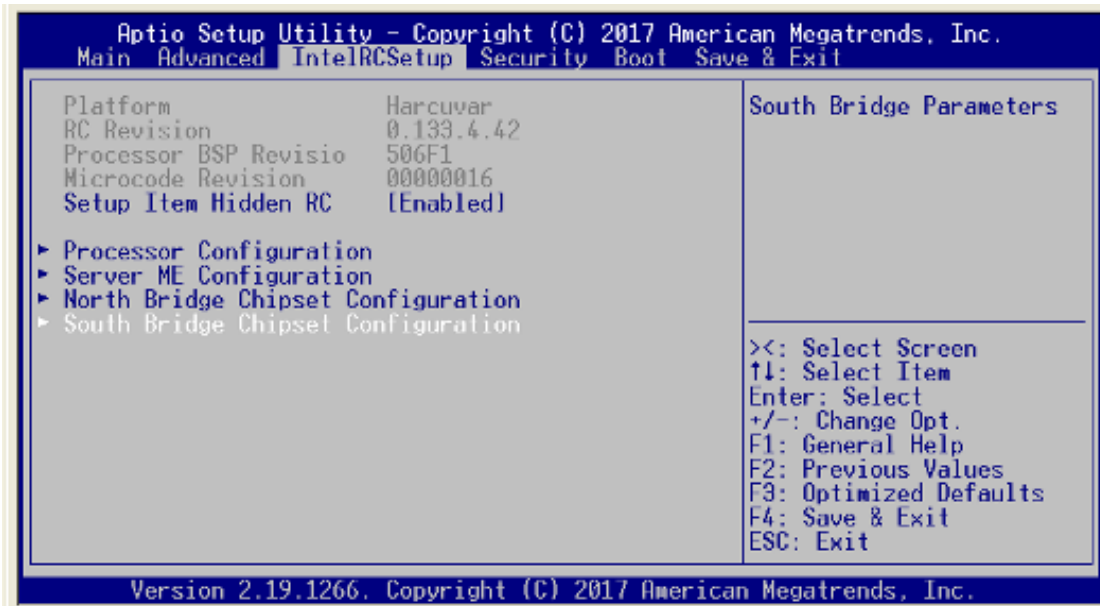 Aptio Setup Utility – Copyright (C) 2017 American Megatrends, Inc.
Main Advanced IntelRCSetup Security Boot Save & Exit
Platform Harcuvar
RC Revision 0.133.4.42
Processor BSP Revisio 506F1
Microcode Revision 00000016
Setup Item Hidden RC [Enabled]
► Processor Configuration
► Server ME Configuration
► North Bridge Chipset Configuration
► South Bridge Chipset Configuration
South Bridge Parameters
><: Select Screen
↑↓: Select Item
Enter: Select
+/-: Change Opt.
F1: General Help
F2: Previous Values
F3: Optimized Defaults
F4: Save & Exit
ESC: Exit
Version 2.19.1266. Copyright (C) 2017 American Megatrends, Inc.